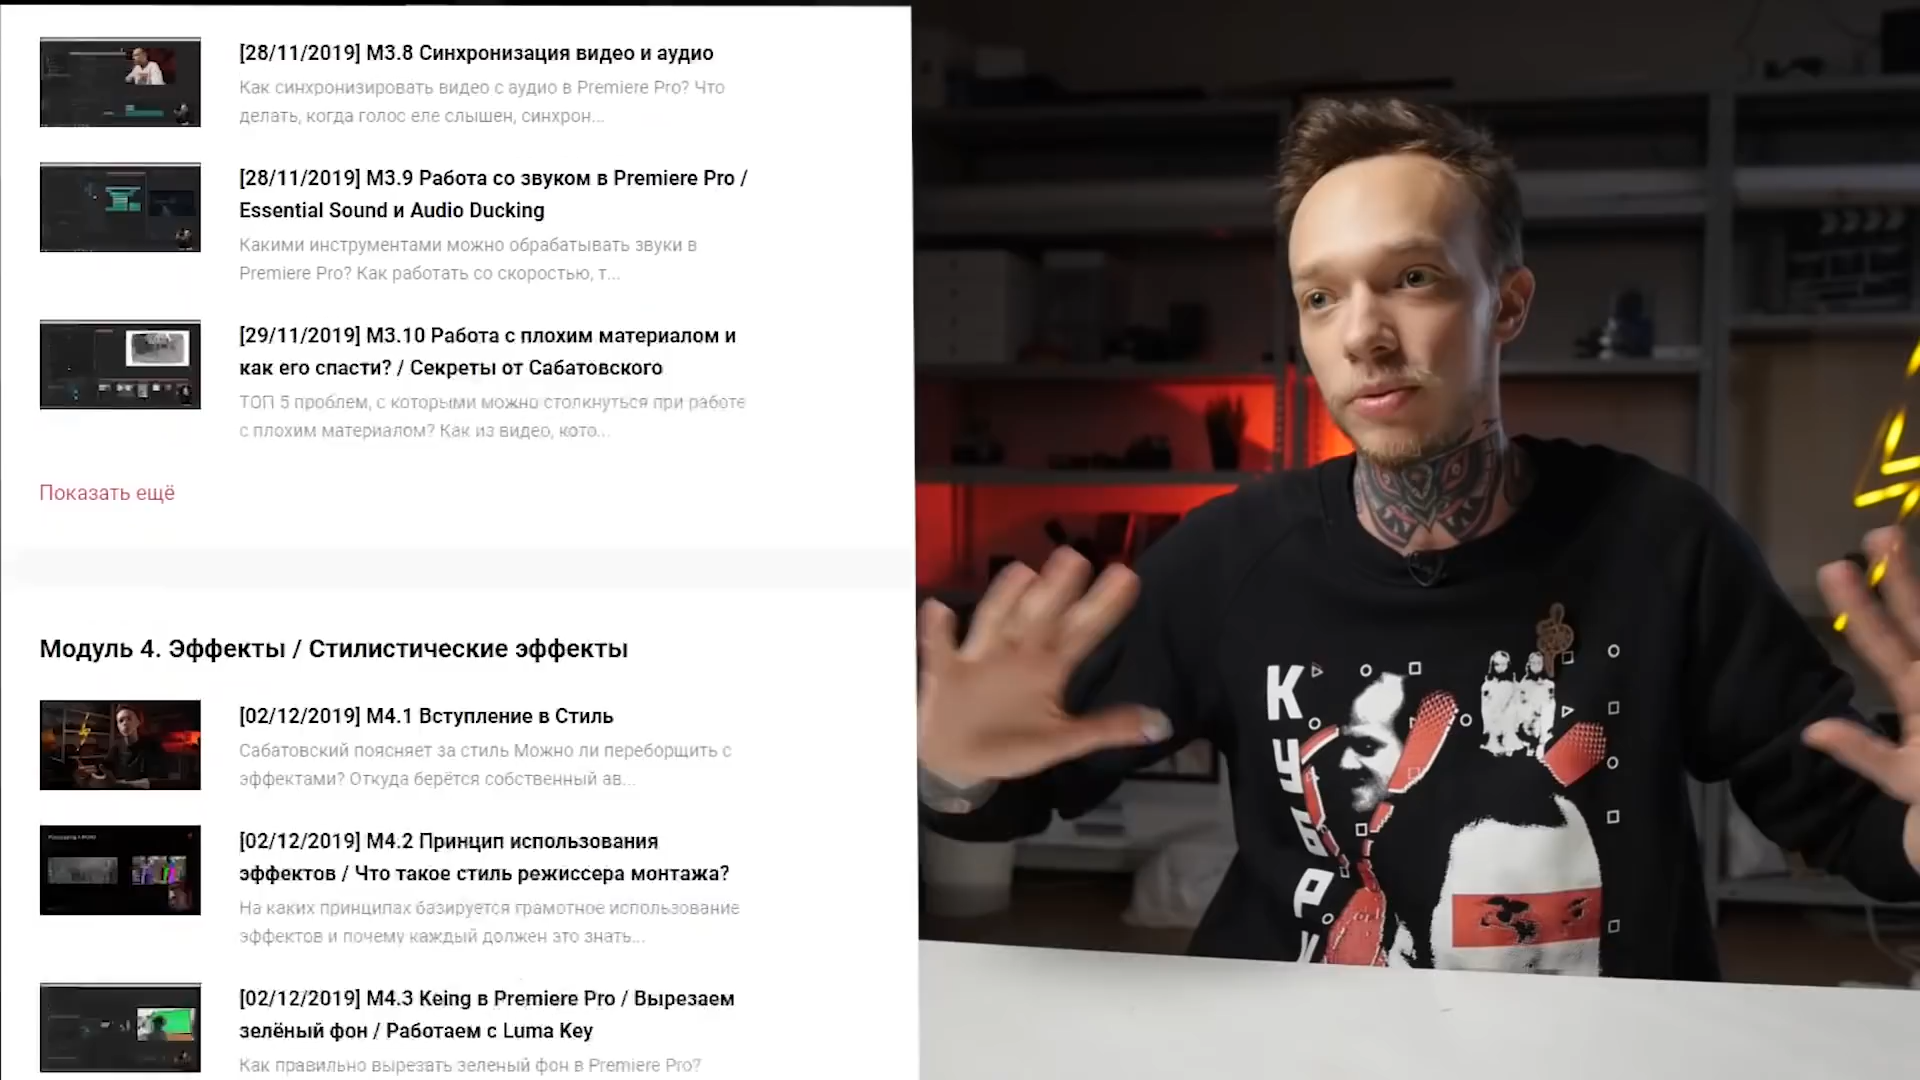 [28/11/2019] М3.8 Синхронизация видео и аудио
Как синхронизировать видео с аудио в Premiere Pro? Что
делать, когда голос еле слышен, синхрон...
[28/11/2019] М3.9 Работа со звуком в Premiere Pro /
Essential Sound и Audio Ducking
Какими инструментами можно обрабатывать звуки в
Premiere Pro? Как работать со скоростью, т...
[29/11/2019] М3.10 Работа с плохим материалом и
как его спасти? / Секреты от Сабатовского
ТОП 5 проблем, с которыми можно столкнуться при работе
с плохим материалом? Как из видео, кото...
Показать ещё
Модуль 4. Эффекты / Стилистические эффекты
[02/12/2019] М4.1 Вступление в Стиль
Сабатовский поясняет за стиль Можно ли переборщить с
эффектами? Откуда берётся собственный ав...
[02/12/2019] М4.2 Принцип использования
эффектов / Что такое стиль режиссера монтажа?
На каких принципах базируется грамотное использование
эффектов и почему каждый должен это знать...
[02/12/2019] М4.3 Keing в Premiere Pro / Вырезаем
зелёный фон / Работаем с Luma Key
Как правильно вырезать зеленый фон в Premiere Pro?